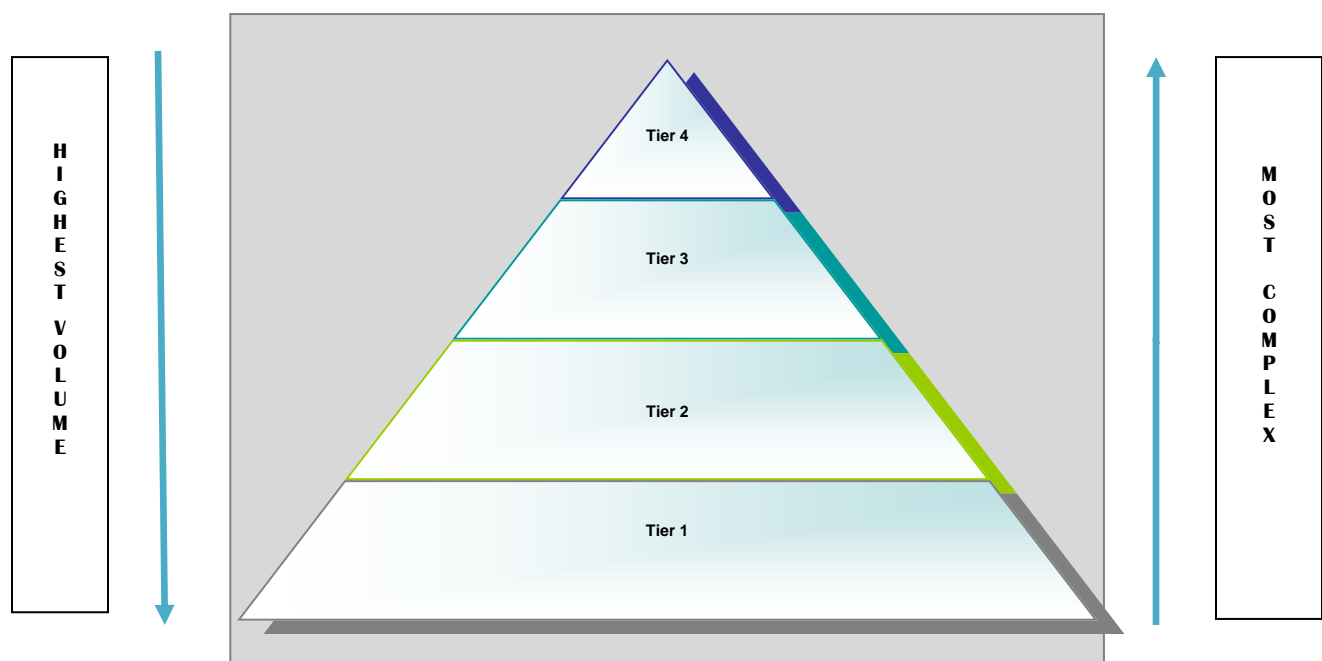 HIGHEST VOLUME
Tier 4
Tier 3
Tier 2
Tier 1
MOST COMPLEX